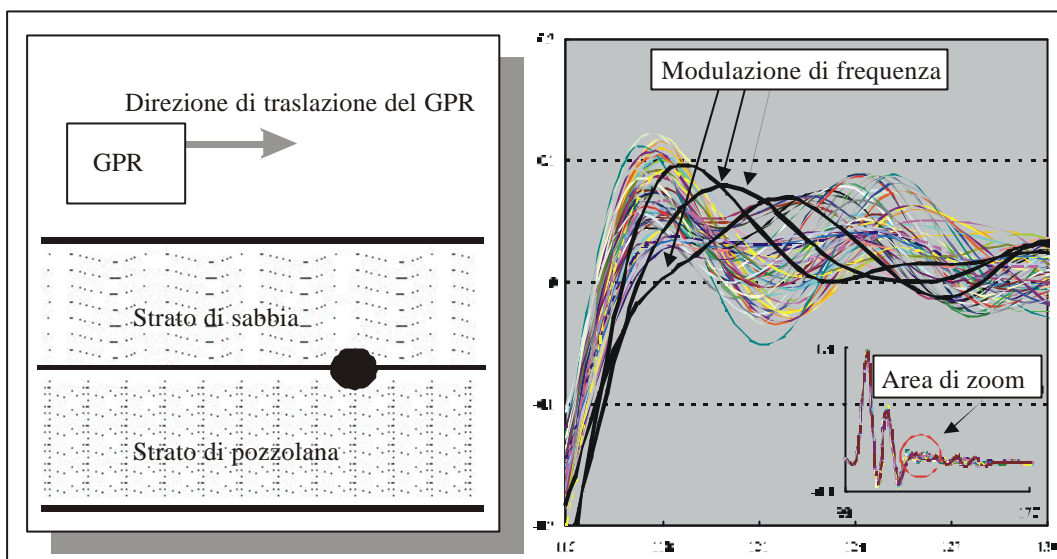 Direzione di traslazione del GPR
GPR
Strato di sabbia
Strato di pozzolana
Modulazione di frequenza
Area di zoom